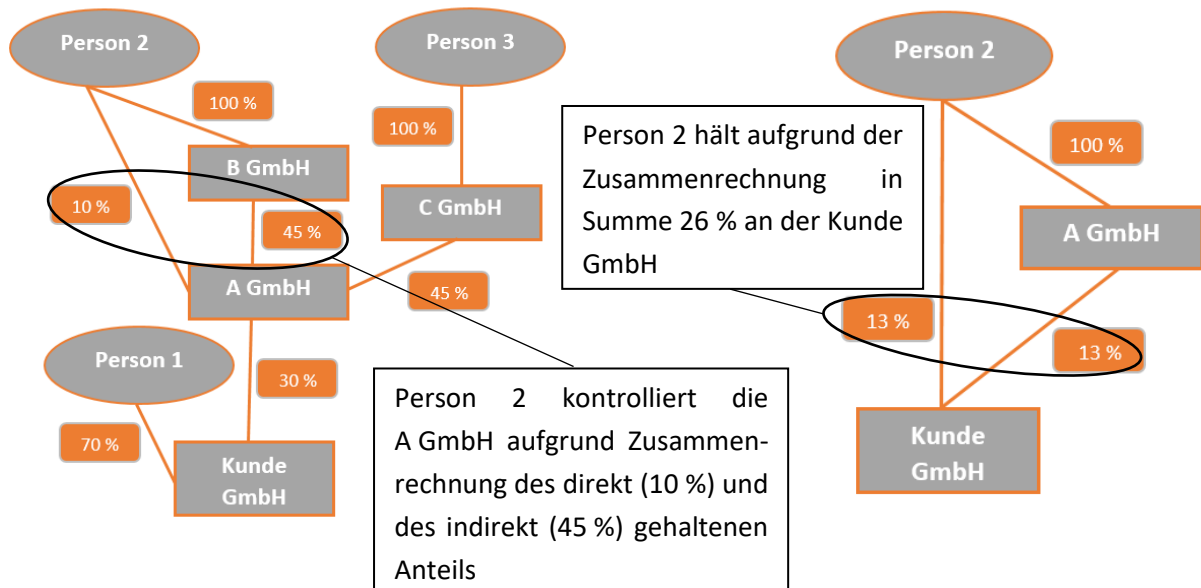 Person 2
Person 3
100 %
100 %
B GmbH
C GmbH
10 %
45 %
A GmbH
45 %
Person 1
30 %
70 %
Kunde
GmbH
Person 2 kontrolliert die
A GmbH aufgrund Zusammen-
rechnung des direkt (10 %) und
des indirekt (45 %) gehaltenen
Anteils
Person 2
100 %
Person 2 hält aufgrund der
Zusammenrechnung in
Summe 26 % an der Kunde
GmbH
A GmbH
13 %
13 %
Kunde
GmbH